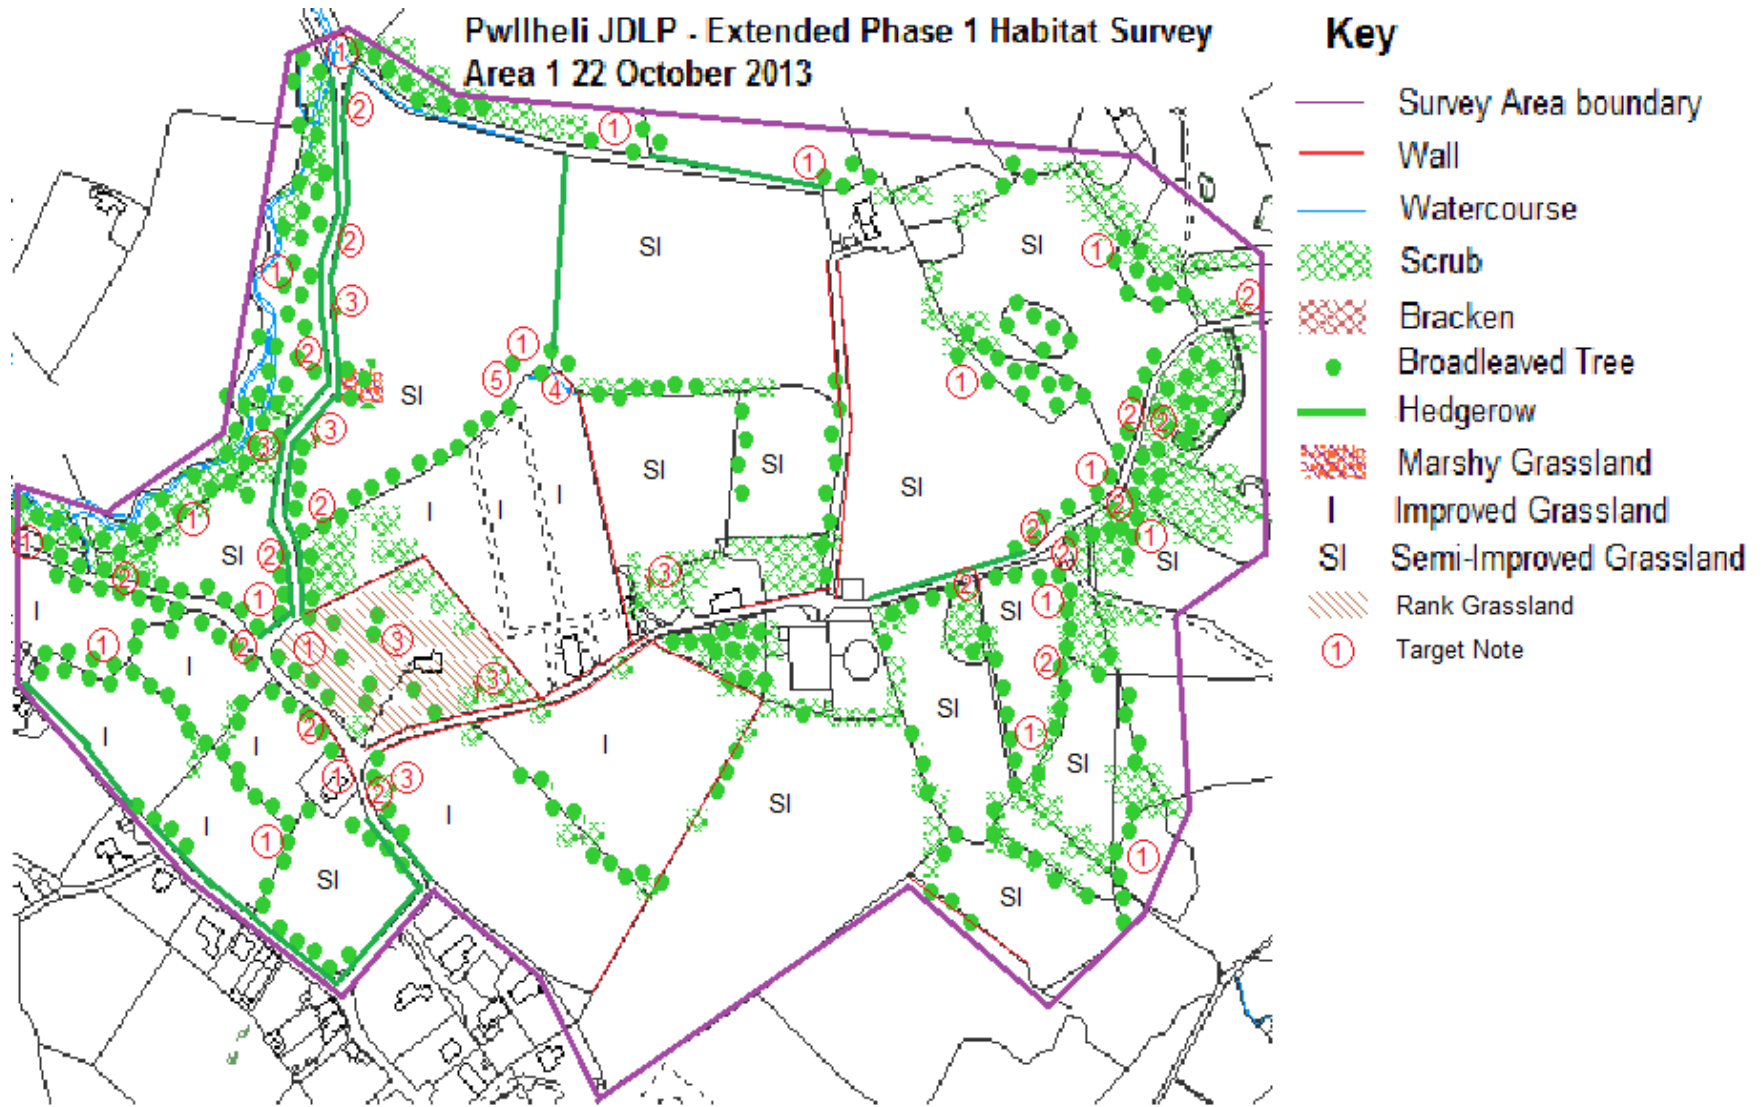 Pwllheli JDLP - Extended Phase 1 Habitat Survey
Area 1 22 October 2013
Key
Survey Area boundary
Wall
Watercourse
Scrub
Bracken
Broadleaved Tree
Hedgerow
Marshy Grassland
I Improved Grassland
SI Semi-Improved Grassland
Rank Grassland
1 Target Note
1
2
1
1
2
SI
SI
1
1
2
3
2
1
2
5
4
SI
1
2
2
3
3
SI
SI
SI
1
2
I
I
I
2
1
2
1
SI
2
1
2
3
2
SI
1
2
I
1
SI
1
3
2
1
1
2
I
3
SI
2
1
I
I
I
SI
1
3
2
SI
I
I
1
1
SI
SI